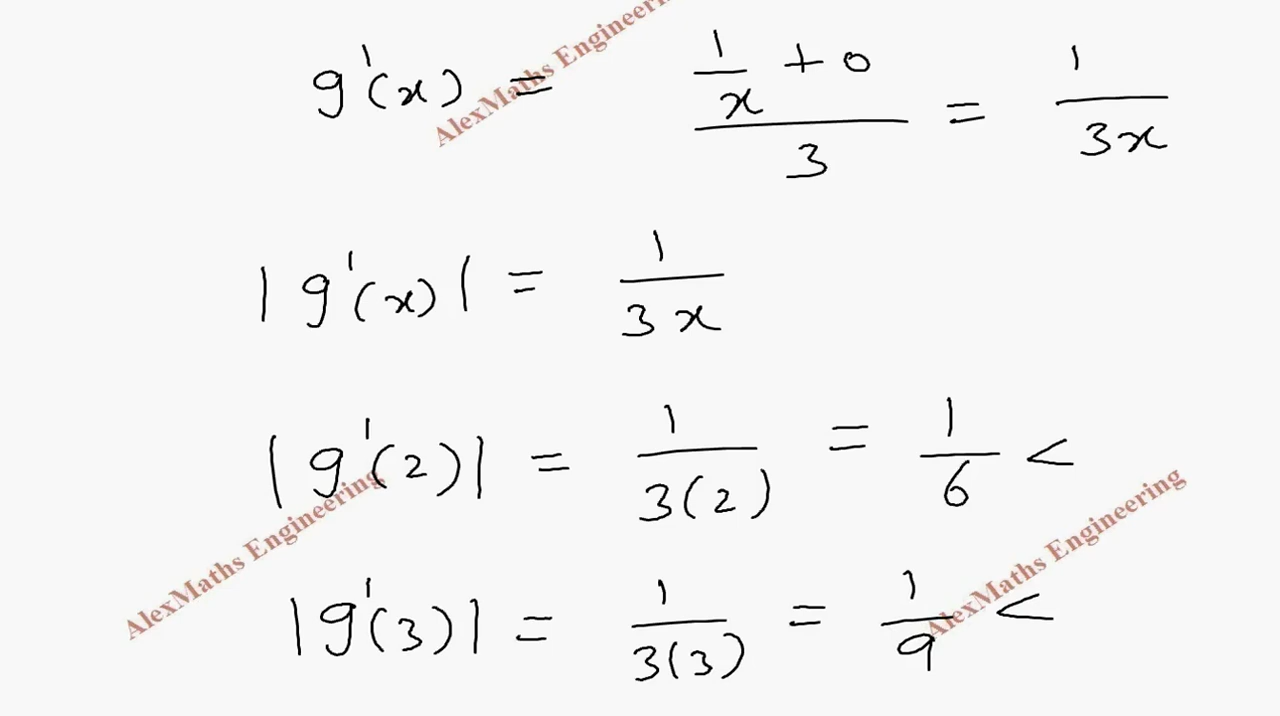 g'(x) = (1/x + 0)/3 = 1/3x
|g'(x)| = 1/3x
|g'(2)| = 1/3(2) = 1/6 <
|g'(3)| = 1/3(3) = 1/9 <
AlexMaths Engineering
AlexMaths Engineering
AlexMaths Engineering